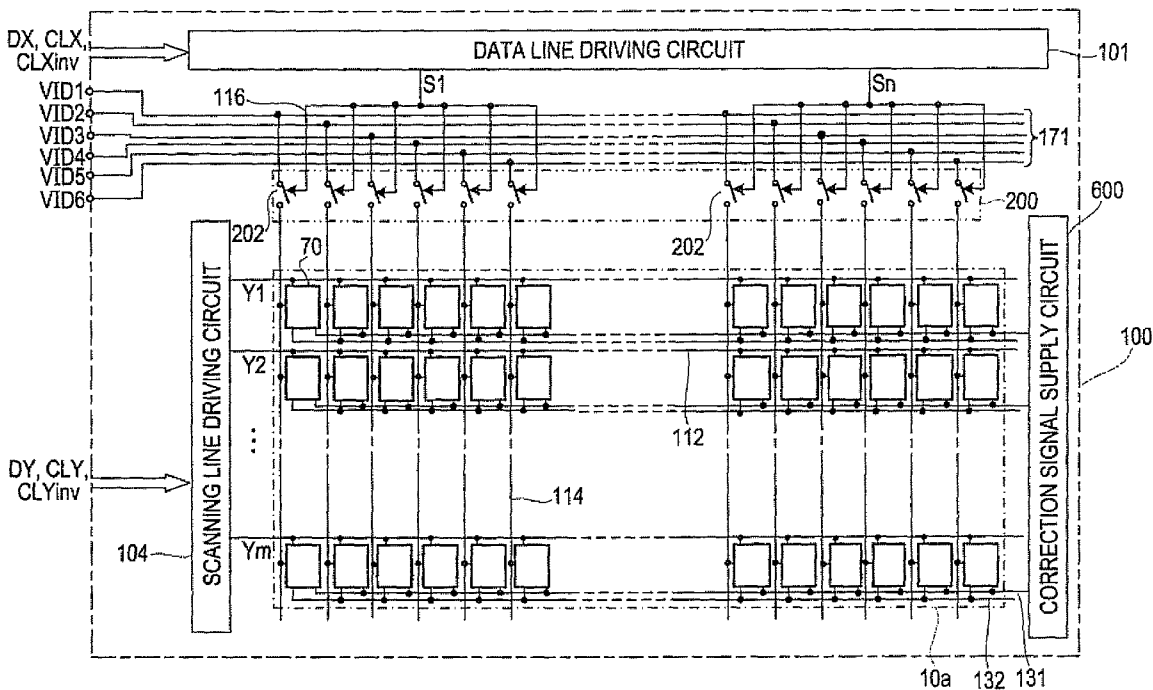 DX, CLX,
CLXinv
DATA LINE DRIVING CIRCUIT
101
VID1
VID2
VID3
VID4
VID5
VID6
116
S1
Sn
171
202
202
200
600
70
SCANNING LINE DRIVING CIRCUIT
CORRECTION SIGNAL SUPPLY CIRCUIT
Y1
Y2
112
100
...
DY, CLY,
CLYinv
114
104
Ym
10a
132
131